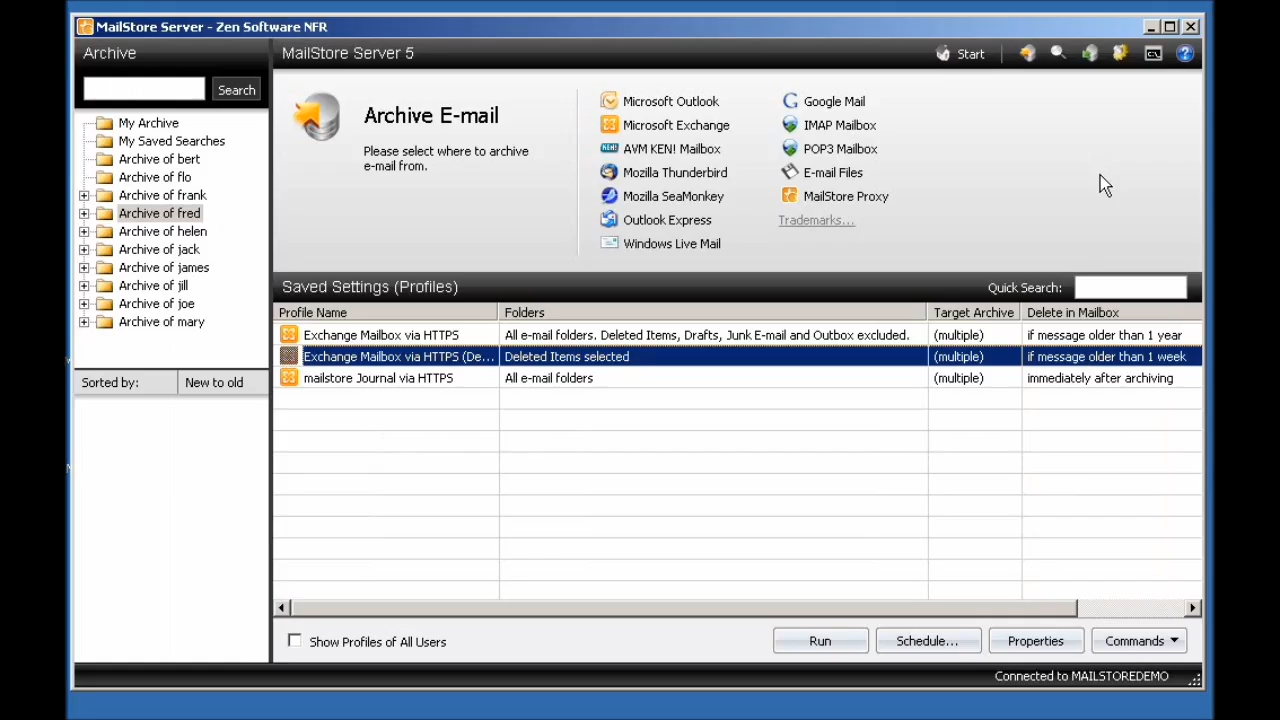 MailStore Server - Zen Software NFR
Archive
MailStore Server 5
Start
Search
My Archive
My Saved Searches
Archive of bert
Archive of flo
Archive of frank
Archive of fred
Archive of helen
Archive of jack
Archive of james
Archive of jill
Archive of joe
Archive of mary
Sorted by:
New to old
Archive E-mail
Please select where to archive
e-mail from.
Microsoft Outlook
Microsoft Exchange
AVM KEN! Mailbox
Mozilla Thunderbird
Mozilla SeaMonkey
Outlook Express
Windows Live Mail
Google Mail
IMAP Mailbox
POP3 Mailbox
E-mail Files
MailStore Proxy
Trademarks...
Saved Settings (Profiles)
Quick Search:
Profile Name Folders Target Archive Delete in Mailbox
Exchange Mailbox via HTTPS All e-mail folders. Deleted Items, Drafts, Junk E-mail and Outbox excluded. (multiple) if message older than 1 year
Exchange Mailbox via HTTPS (De... Deleted Items selected (multiple) if message older than 1 week
mailstore Journal via HTTPS All e-mail folders (multiple) immediately after archiving
Show Profiles of All Users
Run
Schedule...
Properties
Commands
Connected to MAILSTOREDEMO